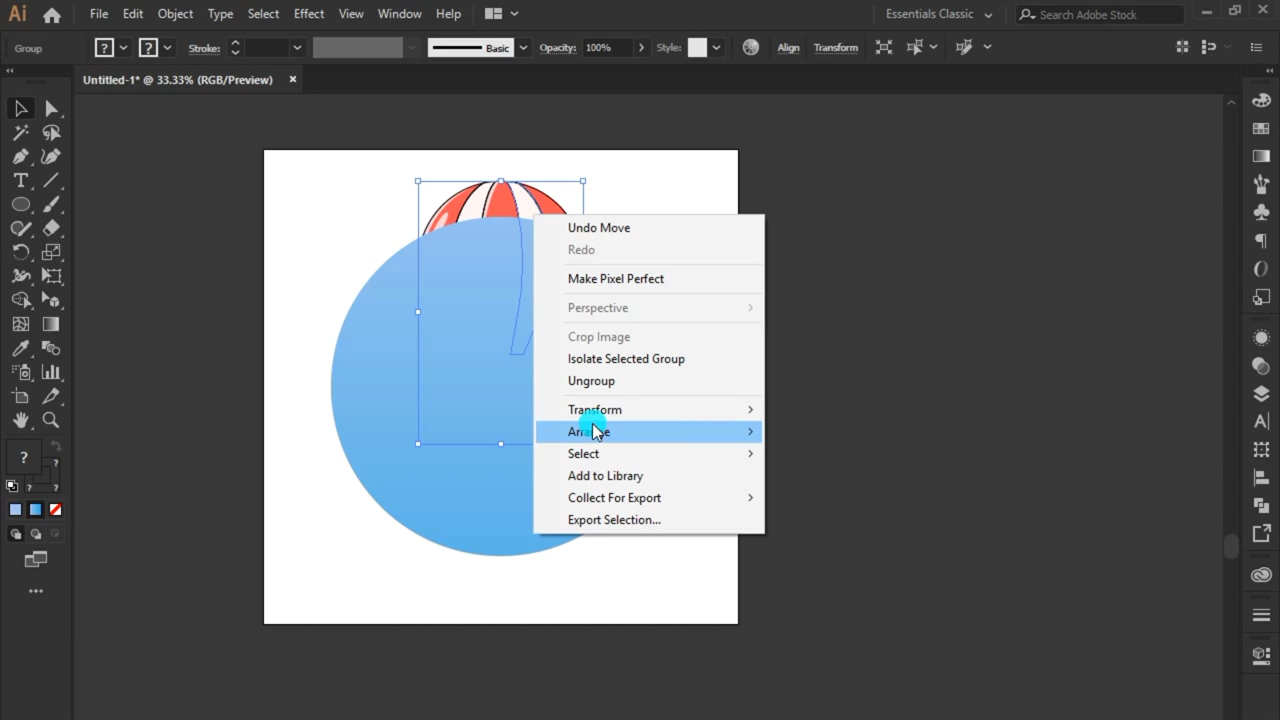 Ai File Edit Object Type Select Effect View Window Help Essentials Classic Search Adobe Stock
Group ? ? Stroke: Basic Opacity: 100% Style: Align Transform
Untitled-1* @ 33.33% (RGB/Preview)
Undo Move
Redo
Make Pixel Perfect
Perspective
Crop Image
Isolate Selected Group
Ungroup
Transform
Arrange
Select
Add to Library
Collect For Export
Export Selection...
? ?
? ?